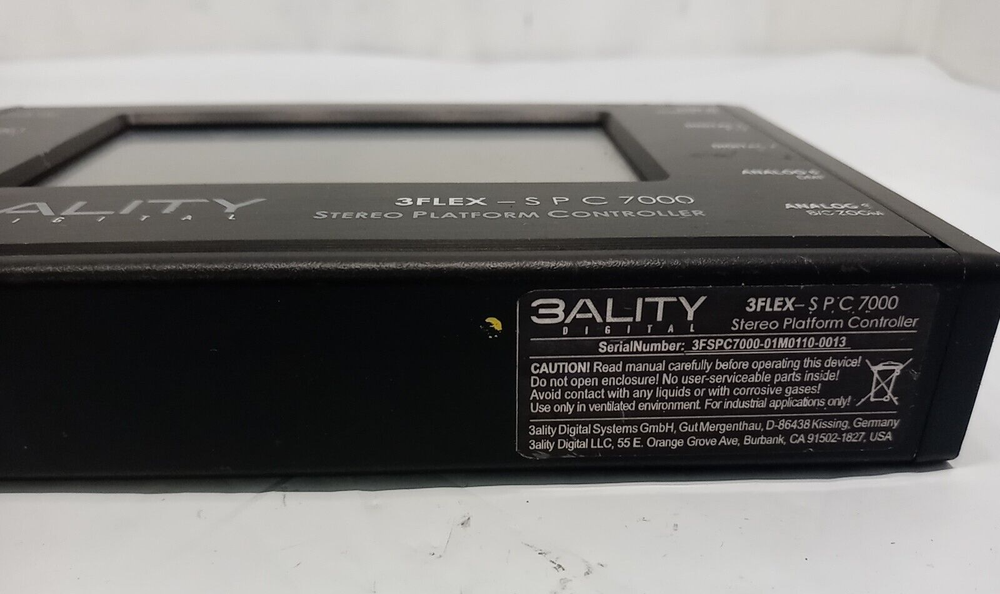 ALITY
DIGITAL
3FLEX – S P C 7000
STEREO PLATFORM CONTROLLER
ANALOG
ANALOG
3ALITY
DIGITAL
3FLEX– S P C 7000
Stereo Platform Controller
SerialNumber: 3FSPC7000-01M0110-0013
CAUTION! Read manual carefully before operating this device!
Do not open enclosure! No user-serviceable parts inside!
Avoid contact with any liquids or with corrosive gases!
Use only in ventilated environment. For industrial applications only!
3ality Digital Systems GmbH, Gut Mergenthau, D-86438 Kissing, Germany
3ality Digital LLC, 55 E. Orange Grove Ave, Burbank, CA 91502-1827, USA